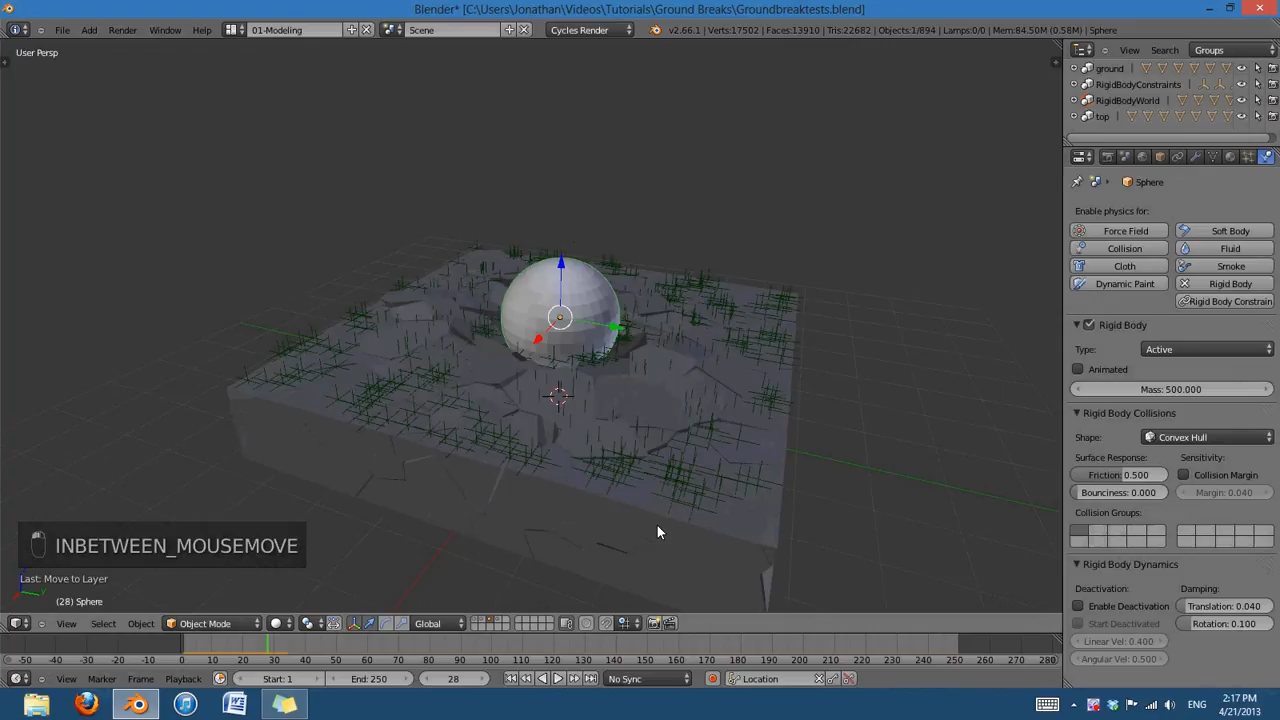 Blender* [C:\Users\Jonathan\Videos\Tutorials\Ground Breaks\Groundbreaktests.blend]
File Add Render Window Help 01-Modeling Scene Cycles Render v2.66.1 | Verts:17502 | Faces:13910 | Tris:22682 | Objects:1/894 | Lamps:0/0 | Mem:84.50M (0.58M) | Sphere
User Persp
View Search Groups
ground
RigidBodyConstraints
RigidBodyWorld
top
Sphere
Enable physics for:
Force Field Soft Body
Collision Fluid
Cloth Smoke
Dynamic Paint Rigid Body
Rigid Body Constrain
Rigid Body
Type: Active
Animated
Mass: 500.000
Rigid Body Collisions
Shape: Convex Hull
Surface Response: Sensitivity:
Friction: 0.500 Collision Margin
Bounciness: 0.000 Margin: 0.040
Collision Groups:
Rigid Body Dynamics
Deactivation: Damping:
Enable Deactivation Translation: 0.040
Start Deactivated Rotation: 0.100
Linear Vel: 0.400
Angular Vel: 0.500
INBETWEEN_MOUSEMOVE
Last: Move to Layer
(28) Sphere
View Select Object Object Mode Global
-50 -40 -30 -20 -10 0 10 20 30 40 50 60 70 80 90 100 110 120 130 140 150 160 170 180 190 200 210 220 230 240 250 260 270 280
View Marker Frame Playback Start: 1 End: 250 28 No Sync Location
ENG
2:17 PM
4/21/2013